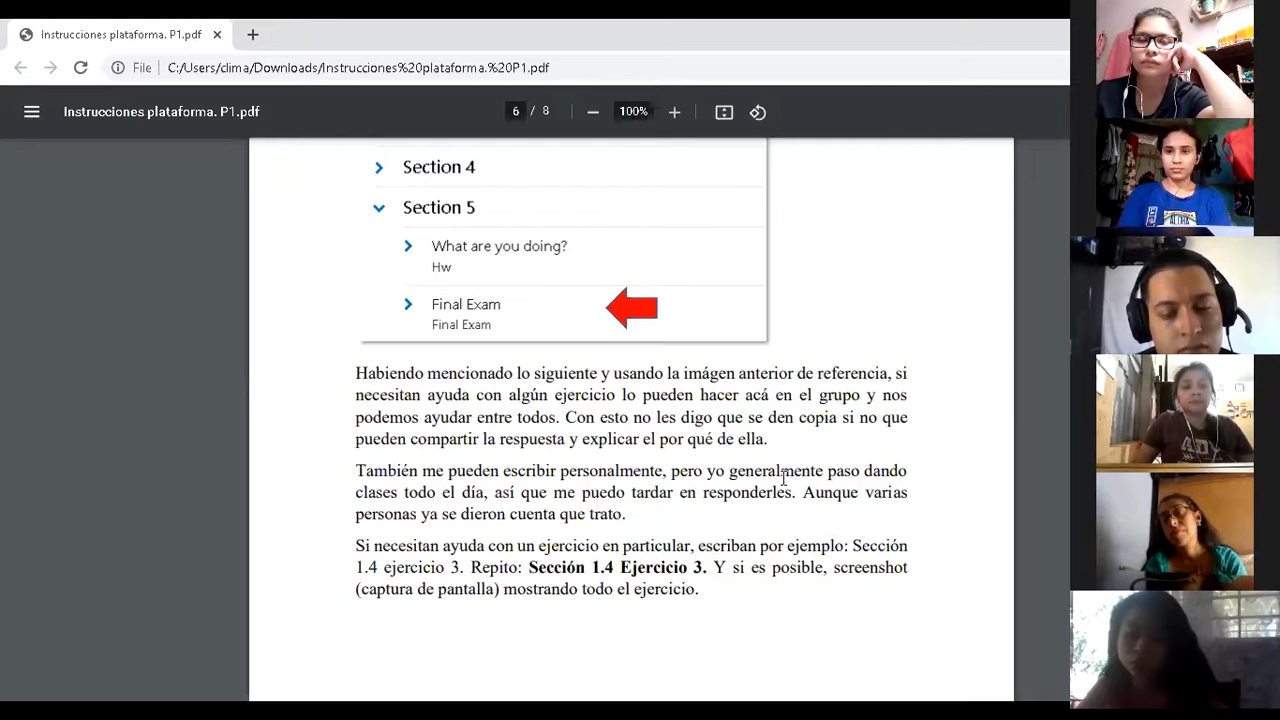 Instrucciones plataforma. P1.pdf
File C:/Users/clima/Downloads/Instrucciones%20plataforma.%20P1.pdf
Instrucciones plataforma. P1.pdf 6 / 8 100%
Section 4
Section 5
What are you doing?
Hw
Final Exam
Final Exam
Habiendo mencionado lo siguiente y usando la imágen anterior de referencia, si
necesitan ayuda con algún ejercicio lo pueden hacer acá en el grupo y nos
podemos ayudar entre todos. Con esto no les digo que se den copia si no que
pueden compartir la respuesta y explicar el por qué de ella.
También me pueden escribir personalmente, pero yo generalmente paso dando
clases todo el día, así que me puedo tardar en responderles. Aunque varias
personas ya se dieron cuenta que trato.
Si necesitan ayuda con un ejercicio en particular, escriban por ejemplo: Sección
1.4 ejercicio 3. Repito: Sección 1.4 Ejercicio 3. Y si es posible, screenshot
(captura de pantalla) mostrando todo el ejercicio.